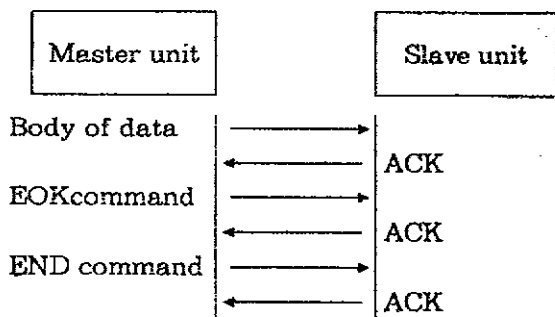 Master unit
Slave unit
Body of data
ACK
EOKcommand
ACK
END command
ACK